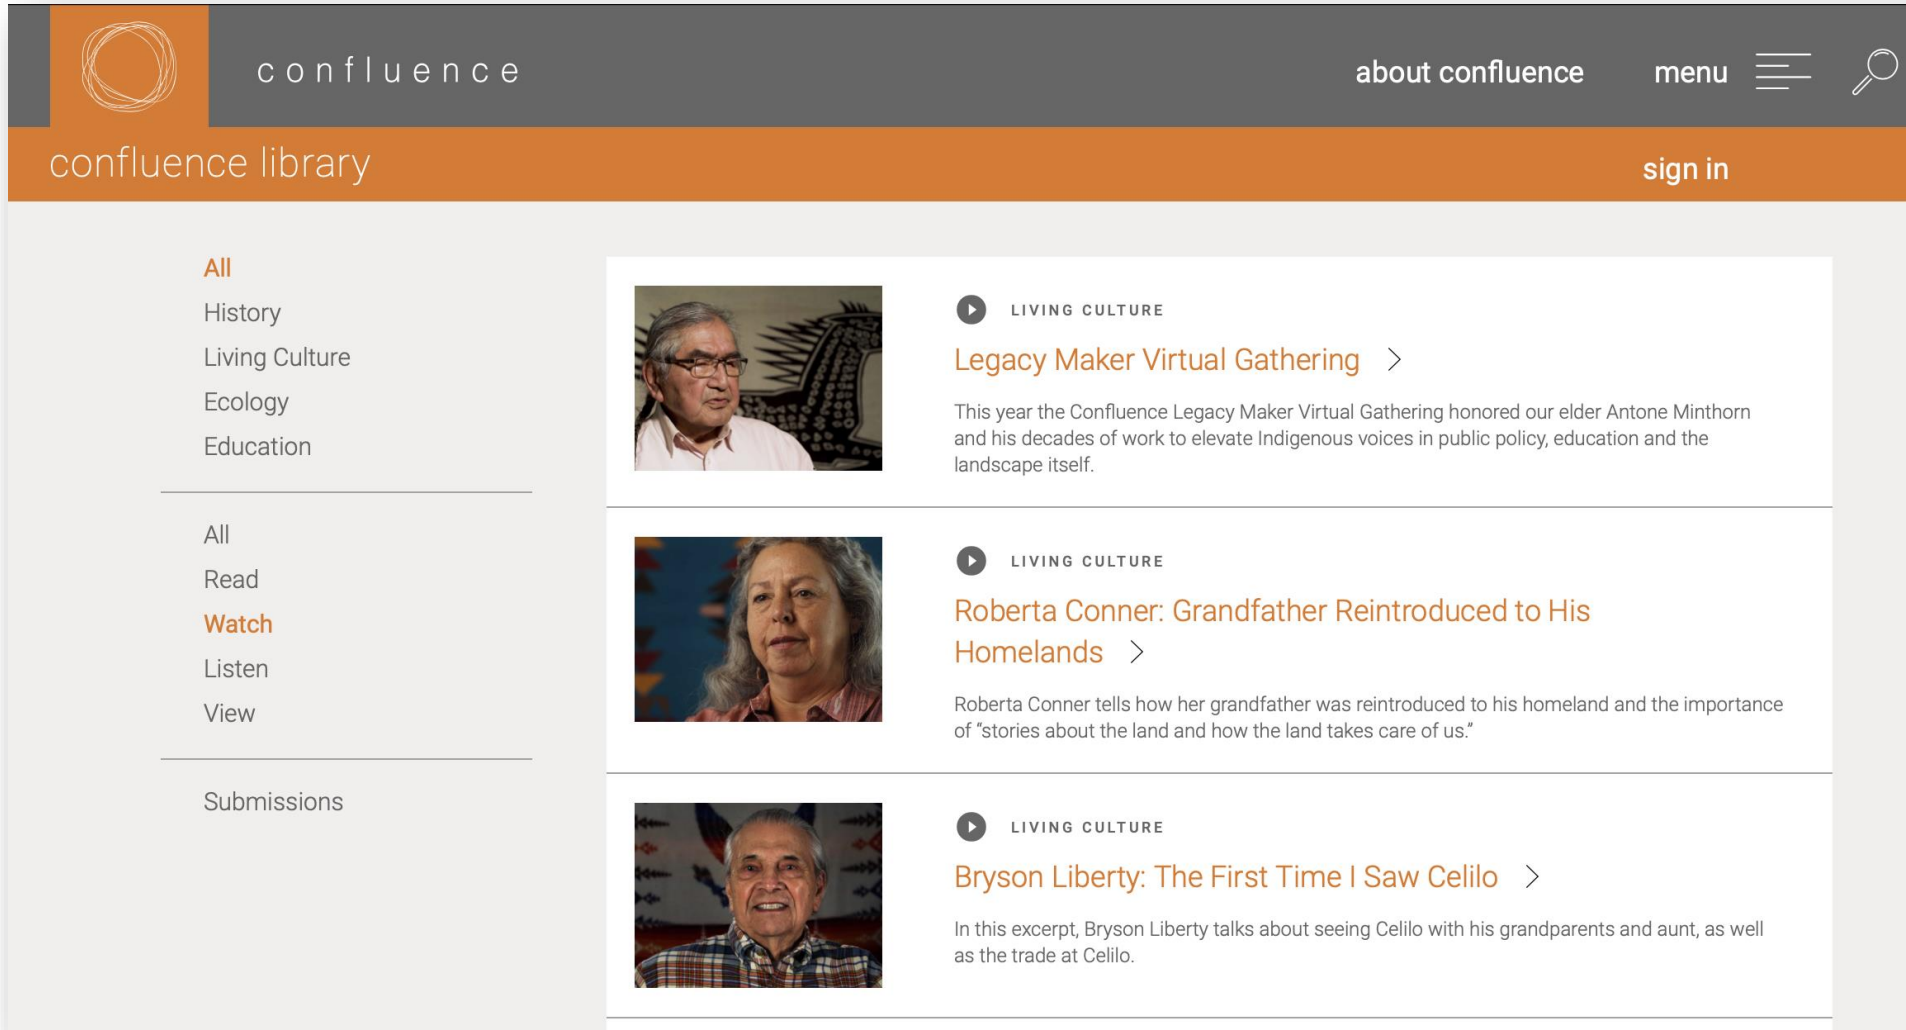 confluence
about confluence
menu
confluence library
sign in
All
History
Living Culture
Ecology
Education
All
Read
Watch
Listen
View
Submissions
LIVING CULTURE
Legacy Maker Virtual Gathering
This year the Confluence Legacy Maker Virtual Gathering honored our elder Antone Minthorn
and his decades of work to elevate Indigenous voices in public policy, education and the
landscape itself.
LIVING CULTURE
Roberta Conner: Grandfather Reintroduced to His
Homelands
Roberta Conner tells how her grandfather was reintroduced to his homeland and the importance
of “stories about the land and how the land takes care of us.”
LIVING CULTURE
Bryson Liberty: The First Time I Saw Celilo
In this excerpt, Bryson Liberty talks about seeing Celilo with his grandparents and aunt, as well
as the trade at Celilo.